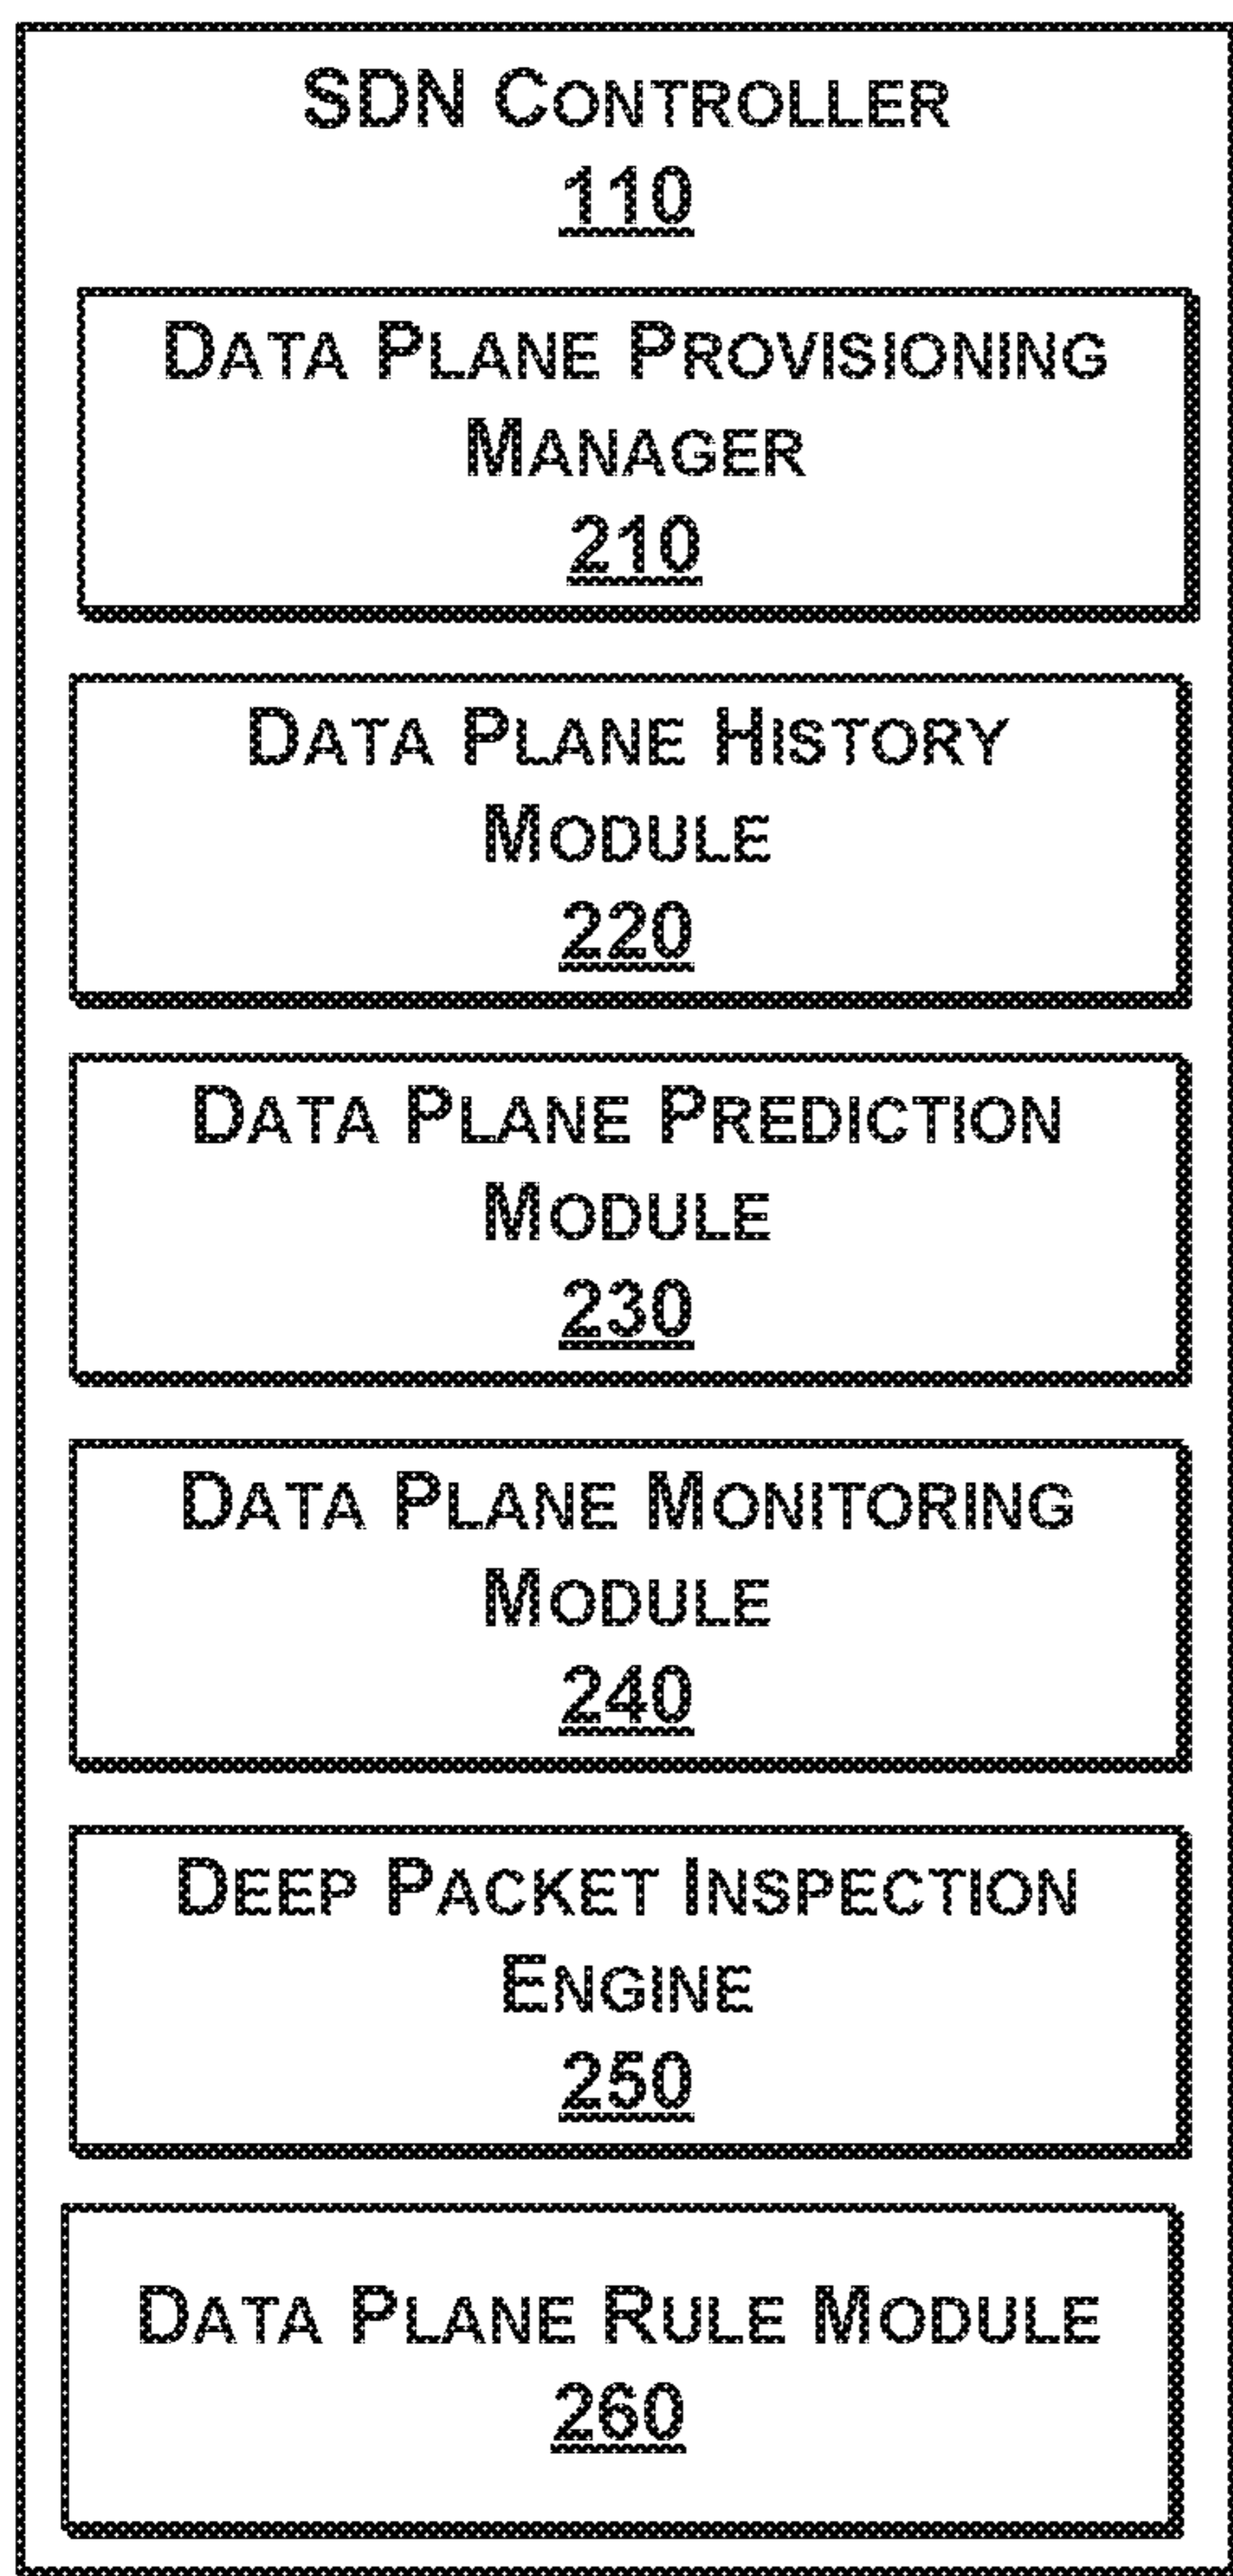 SDN CONTROLLER
110
DATA PLANE PROVISIONING
MANAGER
210
DATA PLANE HISTORY
MODULE
220
DATA PLANE PREDICTION
MODULE
230
DATA PLANE MONITORING
MODULE
240
DEEP PACKET INSPECTION
ENGINE
250
DATA PLANE RULE MODULE
260